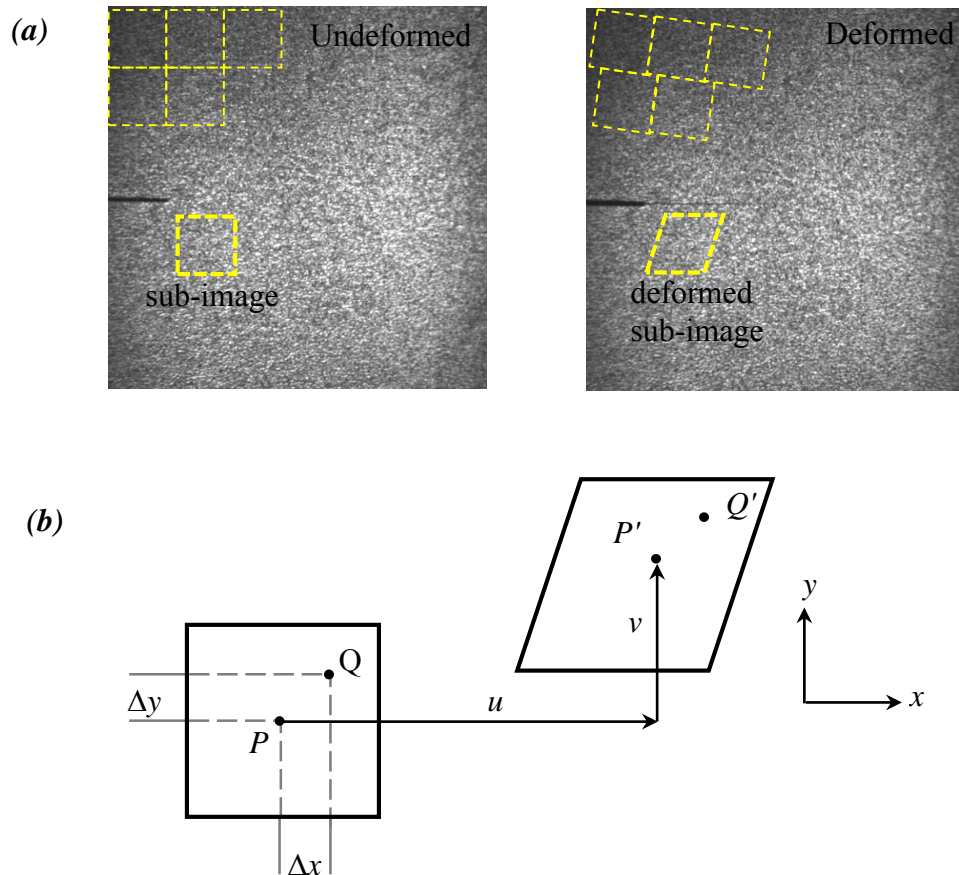 (a)
Undeformed
Deformed
sub-image
deformed
sub-image
(b)
Q'
P'
y
v
Q
u
x
Δy
P
Δx